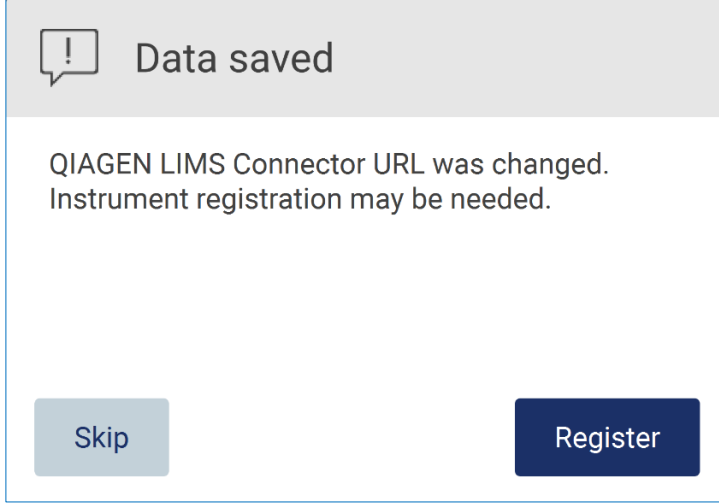 Data saved
QIAGEN LIMS Connector URL was changed.
Instrument registration may be needed.
Skip
Register